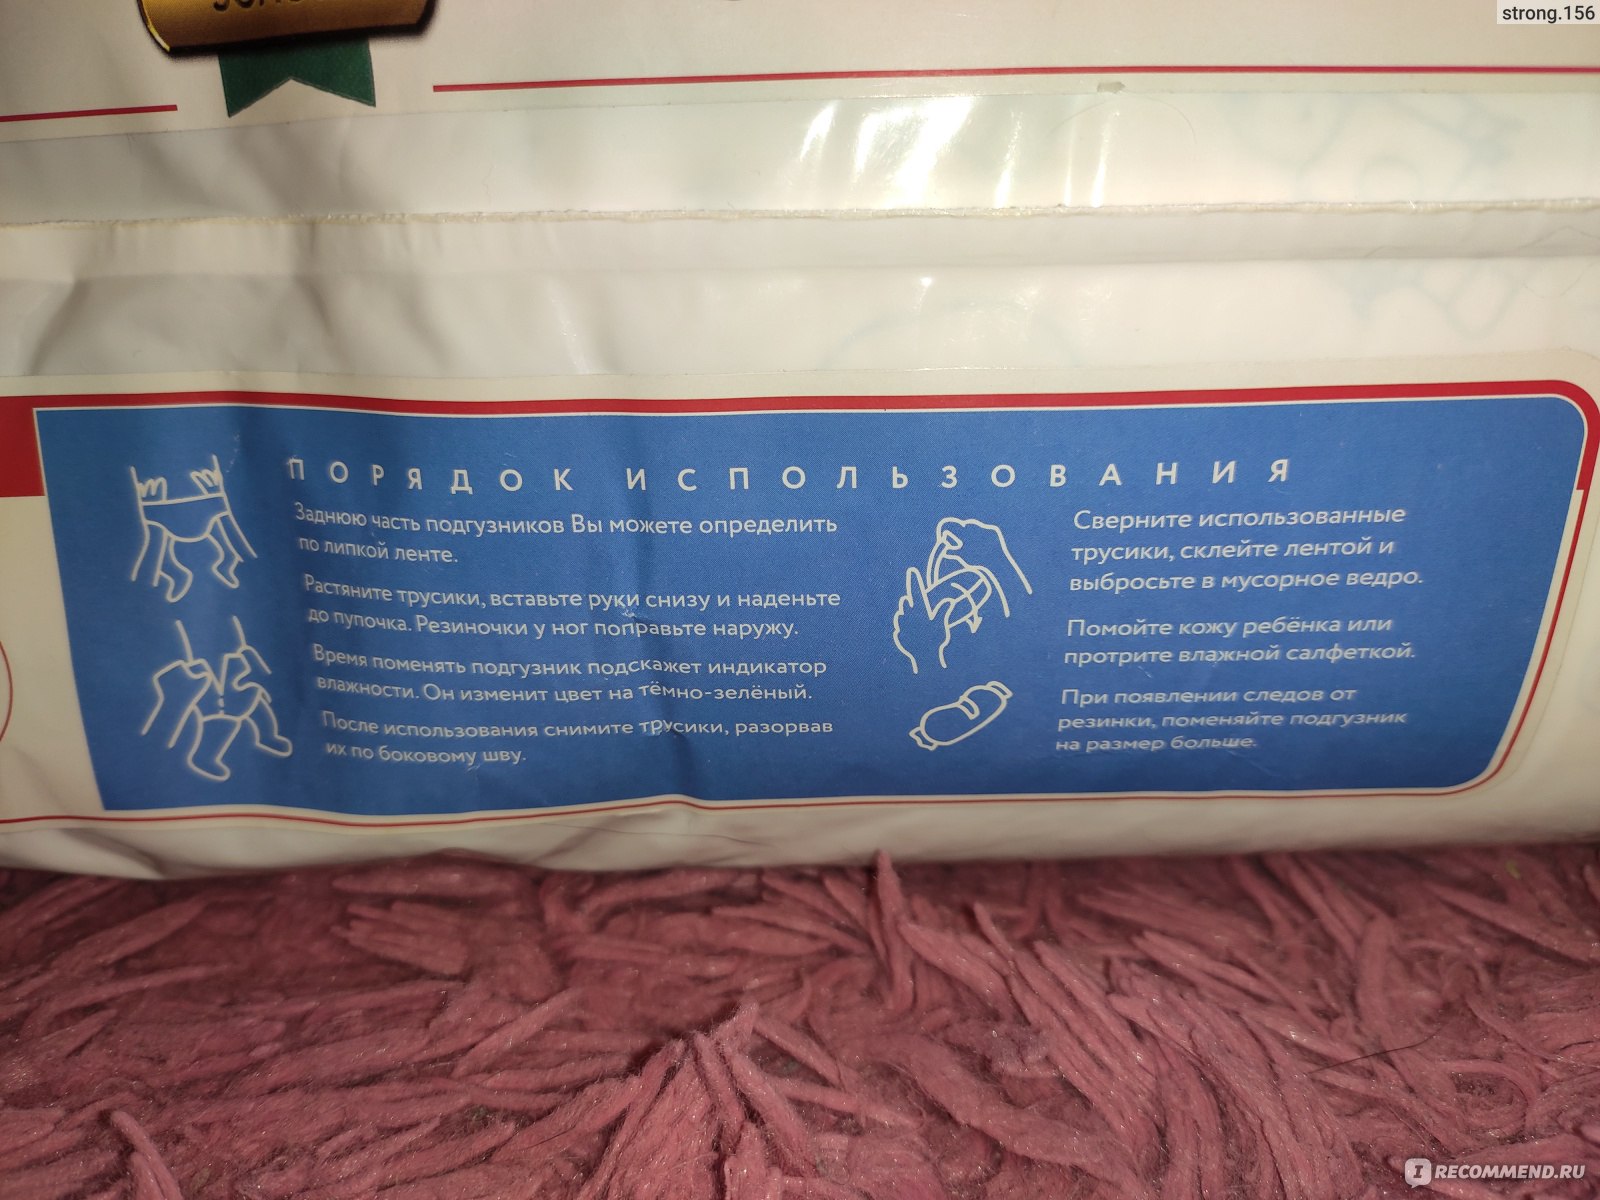 strong.156
ПОРЯДОК ИСПОЛЬЗОВАНИЯ
Заднюю часть подгузников Вы можете определить
по липкой ленте.
Растяните трусики, вставьте руки снизу и наденьте
до пупочка. Резиночки у ног поправьте наружу.
Время поменять подгузник подскажет индикатор
влажности. Он изменит цвет на тёмно-зелёный.
После использования снимите трусики, разорвав
их по боковому шву.
Сверните использованные
трусики, склейте лентой и
выбросьте в мусорное ведро.
Помойте кожу ребёнка или
протрите влажной салфеткой.
При появлении следов от
резинки, поменяйте подгузник
на размер больше.
IRECOMMEND.RU